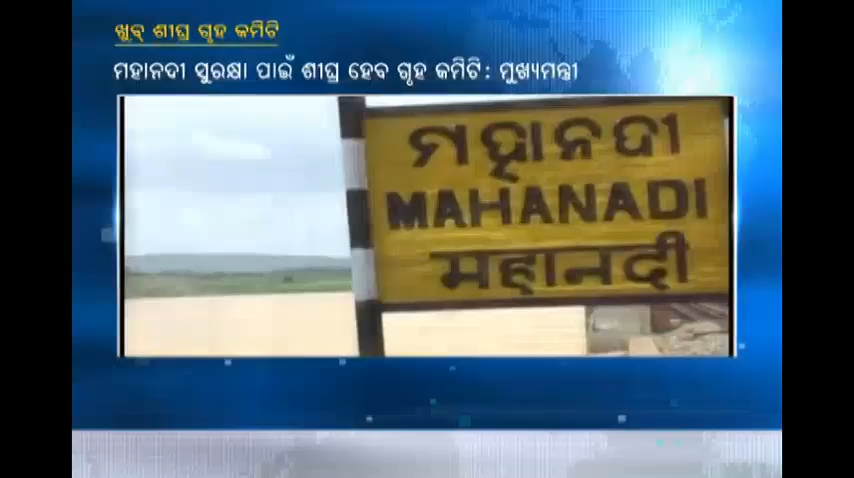 ଖୁବ୍ ଶୀଘ୍ର ଗୃହ କମିଟି
ମହାନଦୀ ସୁରକ୍ଷା ପାଇଁ ଶୀଘ୍ର ହେବ ଗୃହ କମିଟି: ମୁଖ୍ୟମନ୍ତ୍ରୀ
ମହାନଦୀ
MAHANADI
महानदी